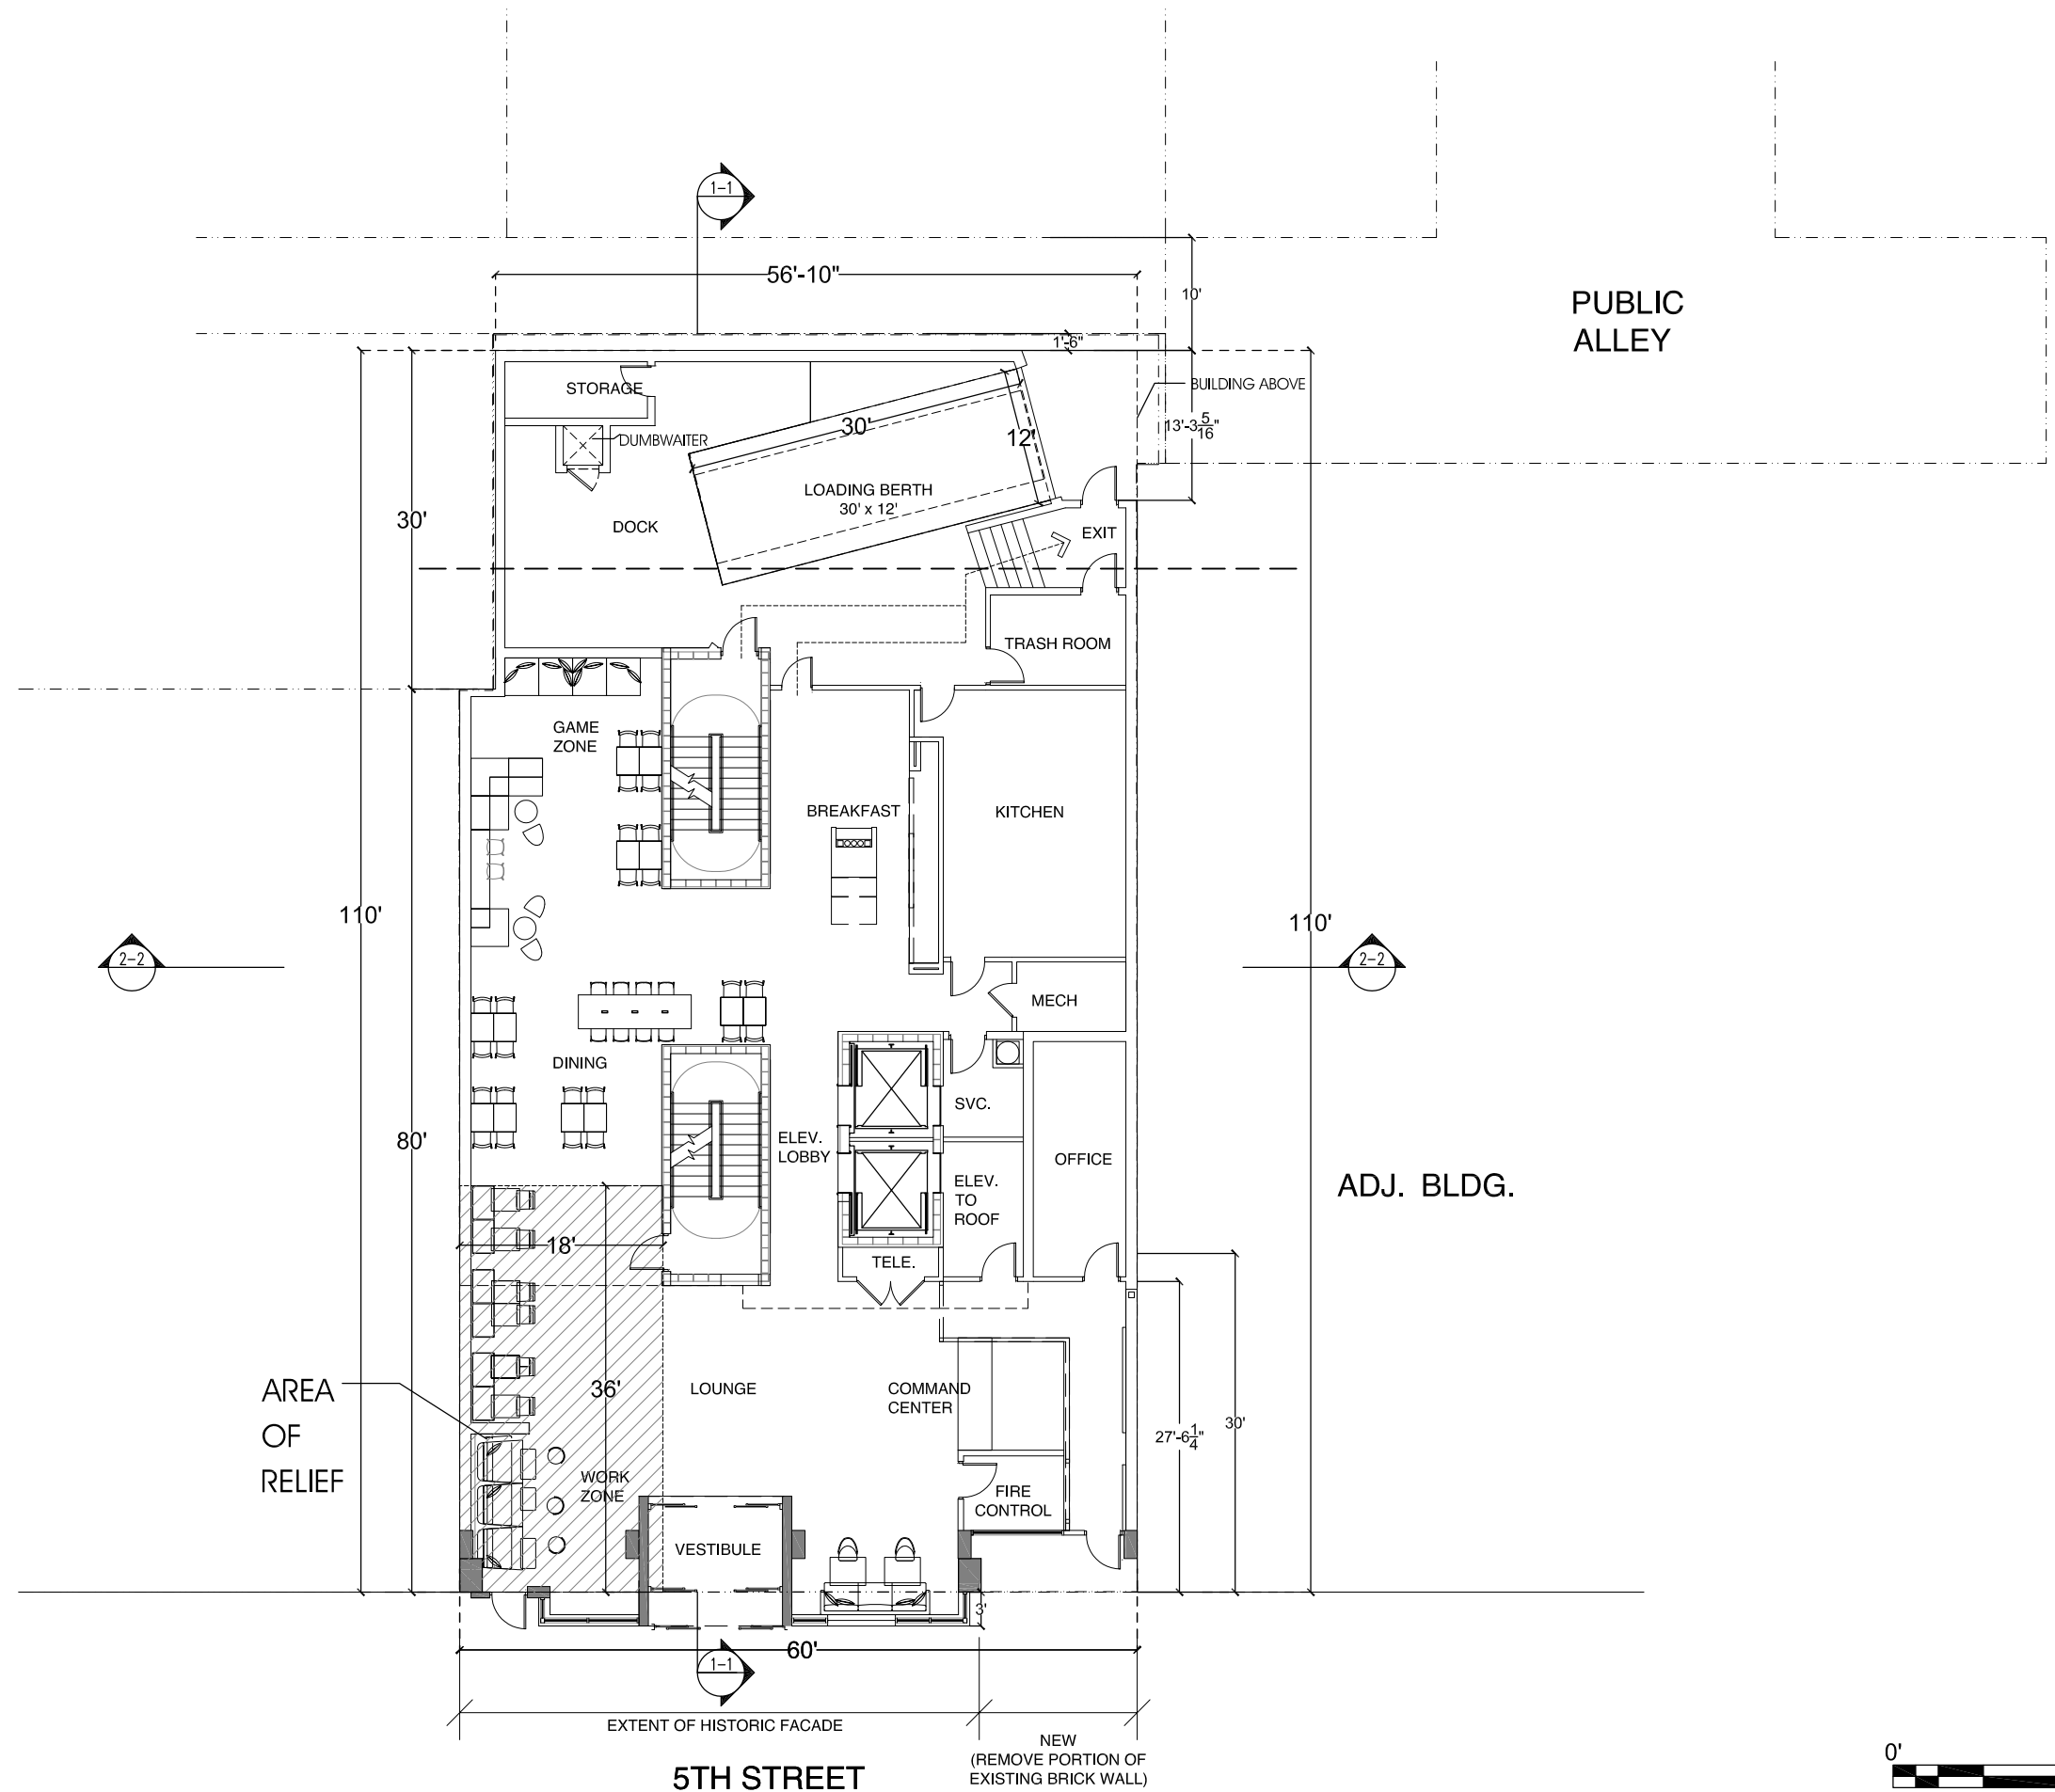 1-1
56'-10"
10'
PUBLIC
ALLEY
1'-6"
STORAGE
BUILDING ABOVE
30'
12'
13'-3 5/16"
DUMBWAITER
LOADING BERTH
30' x 12'
30'
DOCK
EXIT
TRASH ROOM
GAME
ZONE
BREAKFAST
KITCHEN
110'
110'
2-2
2-2
MECH
DINING
SVC.
80'
ELEV.
LOBBY
OFFICE
ELEV.
TO
ROOF
ADJ. BLDG.
18'
TELE.
AREA
OF
RELIEF
36'
LOUNGE
COMMAND
CENTER
30'
27'-6 1/4"
WORK
ZONE
FIRE
CONTROL
VESTIBULE
3'
60'
1-1
EXTENT OF HISTORIC FACADE
NEW
(REMOVE PORTION OF
EXISTING BRICK WALL)
5TH STREET
0'